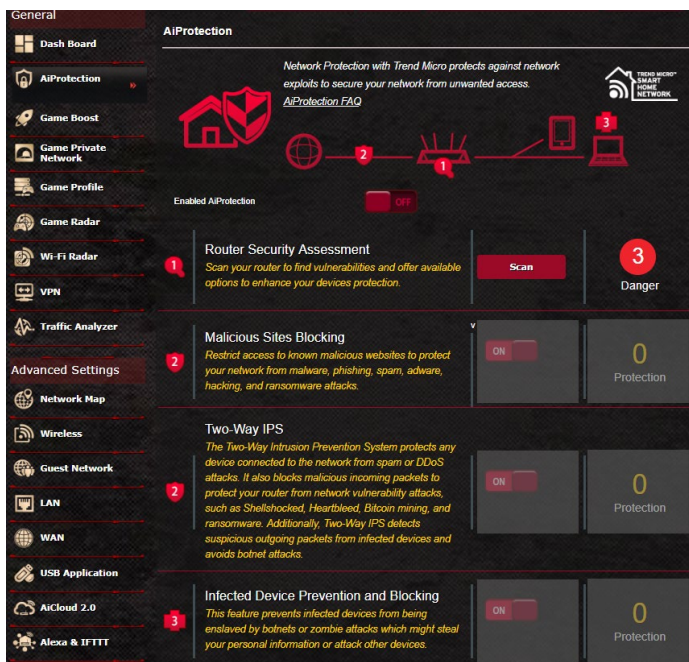 General
Dash Board
AiProtection
Game Boost
Game Private
Network
Game Profile
Game Radar
Wi-Fi Radar
VPN
Traffic Analyzer
Advanced Settings
Network Map
Wireless
Guest Network
LAN
WAN
USB Application
AiCloud 2.0
Alexa & IFTTT
AiProtection
Network Protection with Trend Micro protects against network
exploits to secure your network from unwanted access.
AiProtection FAQ
TREND MICRO™
SMART
HOME
NETWORK
3
2
1
Enabled AiProtection
OFF
1
Router Security Assessment
Scan your router to find vulnerabilities and offer available
options to enhance your devices protection.
Scan
3
Danger
2
Malicious Sites Blocking
Restrict access to known malicious websites to protect
your network from malware, phishing, spam, adware,
hacking, and ransomware attacks.
v
ON
0
Protection
2
Two-Way IPS
The Two-Way Intrusion Prevention System protects any
device connected to the network from spam or DDoS
attacks. It also blocks malicious incoming packets to
protect your router from network vulnerability attacks,
such as Shellshocked, Heartbleed, Bitcoin mining, and
ransomware. Additionally, Two-Way IPS detects
suspicious outgoing packets from infected devices and
avoids botnet attacks.
ON
0
Protection
3
Infected Device Prevention and Blocking
This feature prevents infected devices from being
enslaved by botnets or zombie attacks which might steal
your personal information or attack other devices.
ON
0
Protection